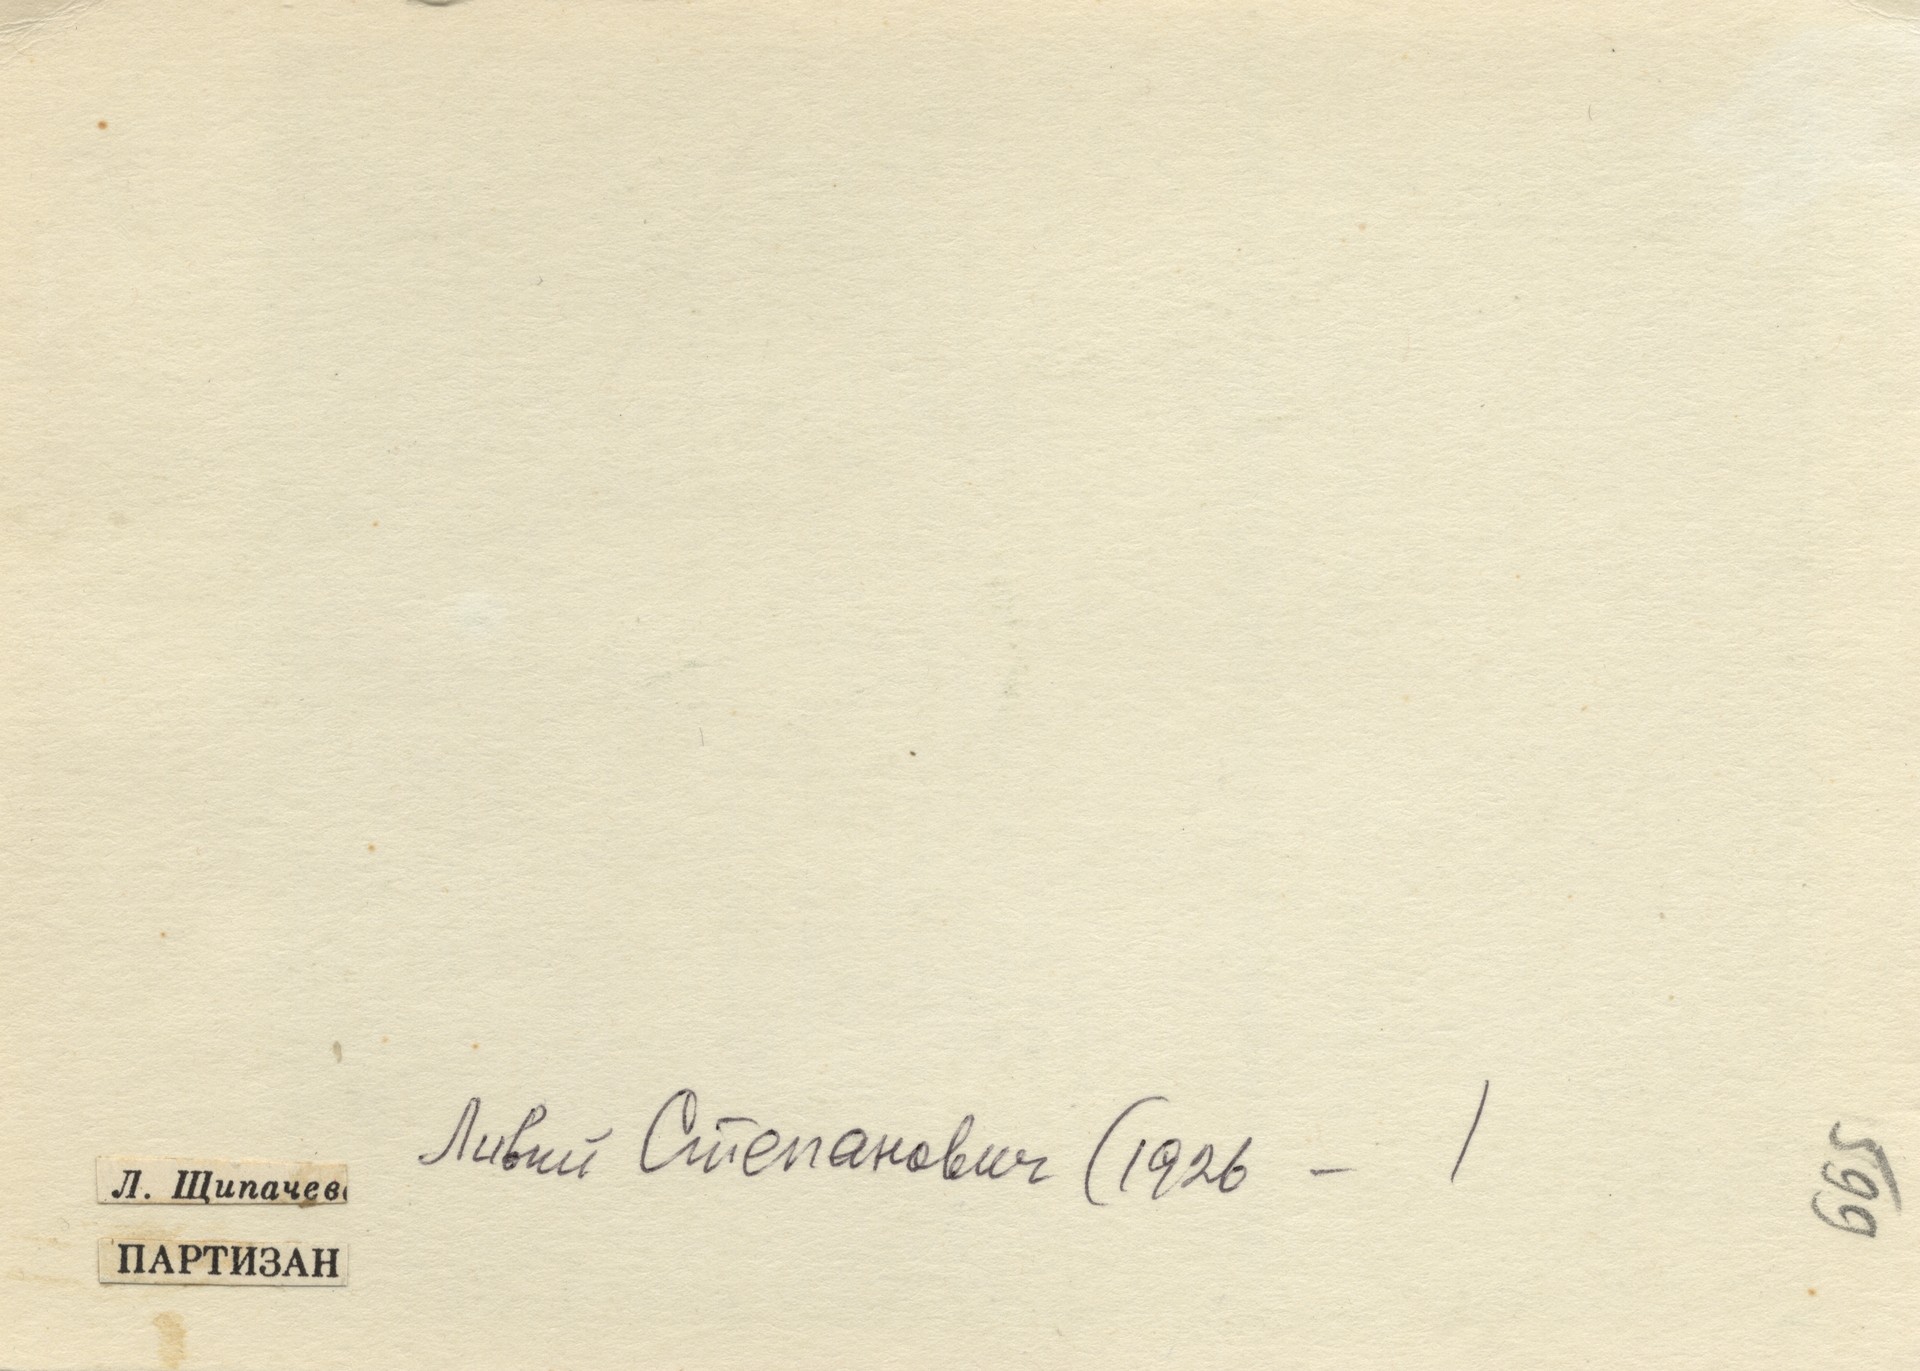 Ливий Степанович (1926 - )
Л. Щипачев
ПАРТИЗАН
599